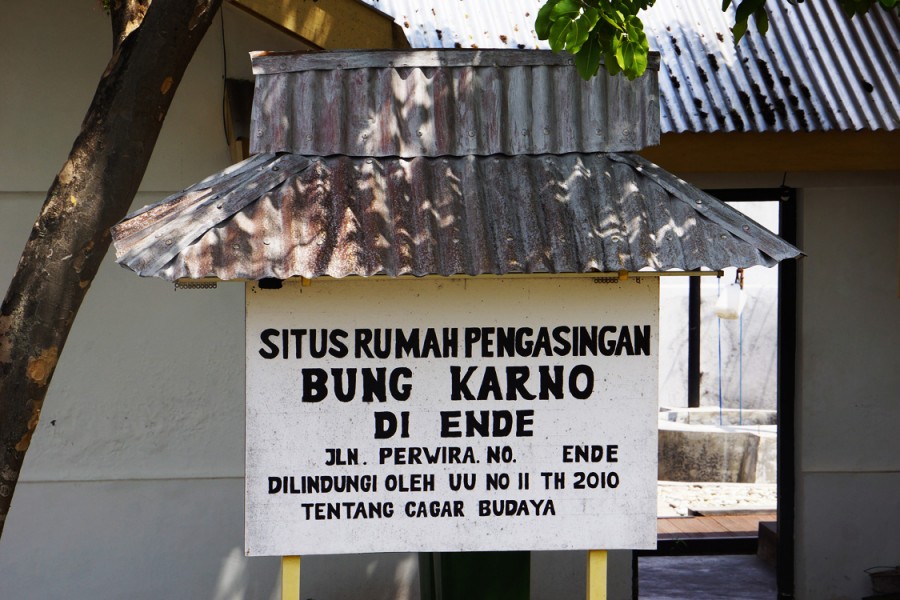 SITUS RUMAH PENGASINGAN
BUNG KARNO
DI ENDE
JLN. PERWIRA. NO. ENDE
DILINDUNGI OLEH UU NO 11 TH 2010
TENTANG CAGAR BUDAYA